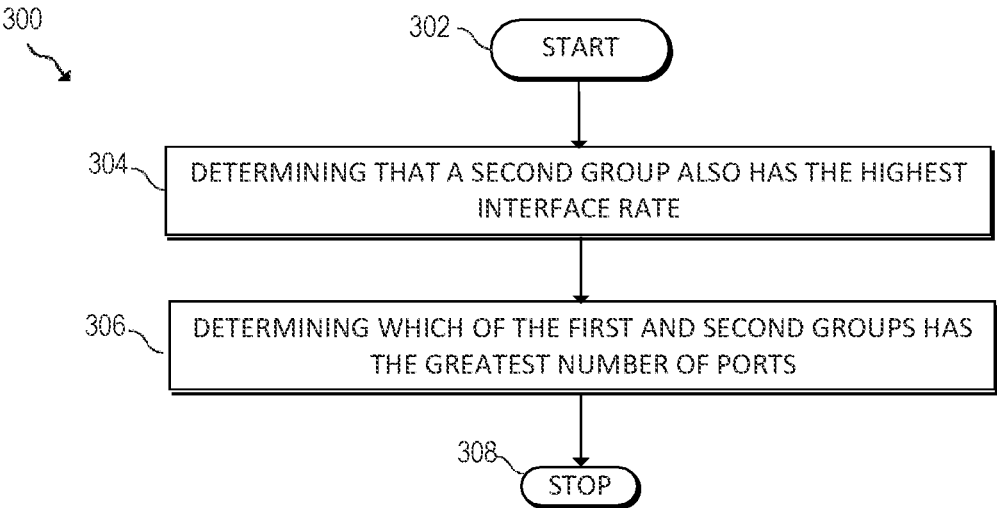 300
302
START
304
DETERMINING THAT A SECOND GROUP ALSO HAS THE HIGHEST
INTERFACE RATE
306
DETERMINING WHICH OF THE FIRST AND SECOND GROUPS HAS
THE GREATEST NUMBER OF PORTS
308
STOP